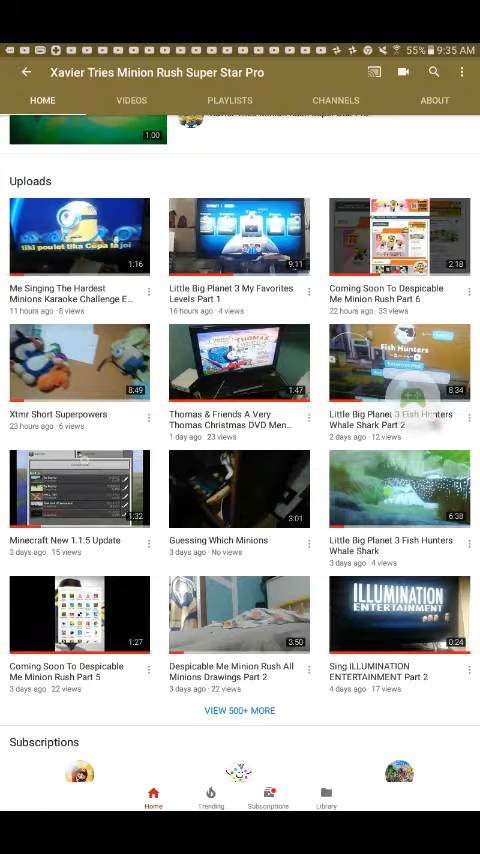 55% 9:35 AM
Xavier Tries Minion Rush Super Star Pro
HOME VIDEOS PLAYLISTS CHANNELS ABOUT
1:00
Uploads
tiki poulet tika Cépa la joi
1:16
9:11
2:18
Me Singing The Hardest
Minions Karaoke Challenge E...
11 hours ago · 8 views
Little Big Planet 3 My Favorites
Levels Part 1
16 hours ago · 4 views
Coming Soon To Despicable
Me Minion Rush Part 6
22 hours ago · 33 views
8:49
THOMAS
1:47
Fish Hunters
8:34
Xtmr Short Superpowers
23 hours ago · 6 views
Thomas & Friends A Very
Thomas Christmas DVD Men...
1 day ago · 23 views
Little Big Planet 3 Fish Hunters
Whale Shark Part 2
2 days ago · 12 views
1:32
3:01
6:38
Minecraft New 1.1.5 Update
3 days ago · 15 views
Guessing Which Minions
3 days ago · No views
Little Big Planet 3 Fish Hunters
Whale Shark
3 days ago · 4 views
1:27
3:50
ILLUMINATION
ENTERTAINMENT
0:24
Coming Soon To Despicable
Me Minion Rush Part 5
3 days ago · 22 views
Despicable Me Minion Rush All
Minions Drawings Part 2
3 days ago · 22 views
Sing ILLUMINATION
ENTERTAINMENT Part 2
4 days ago · 17 views
VIEW 500+ MORE
Subscriptions
Home Trending Subscriptions Library